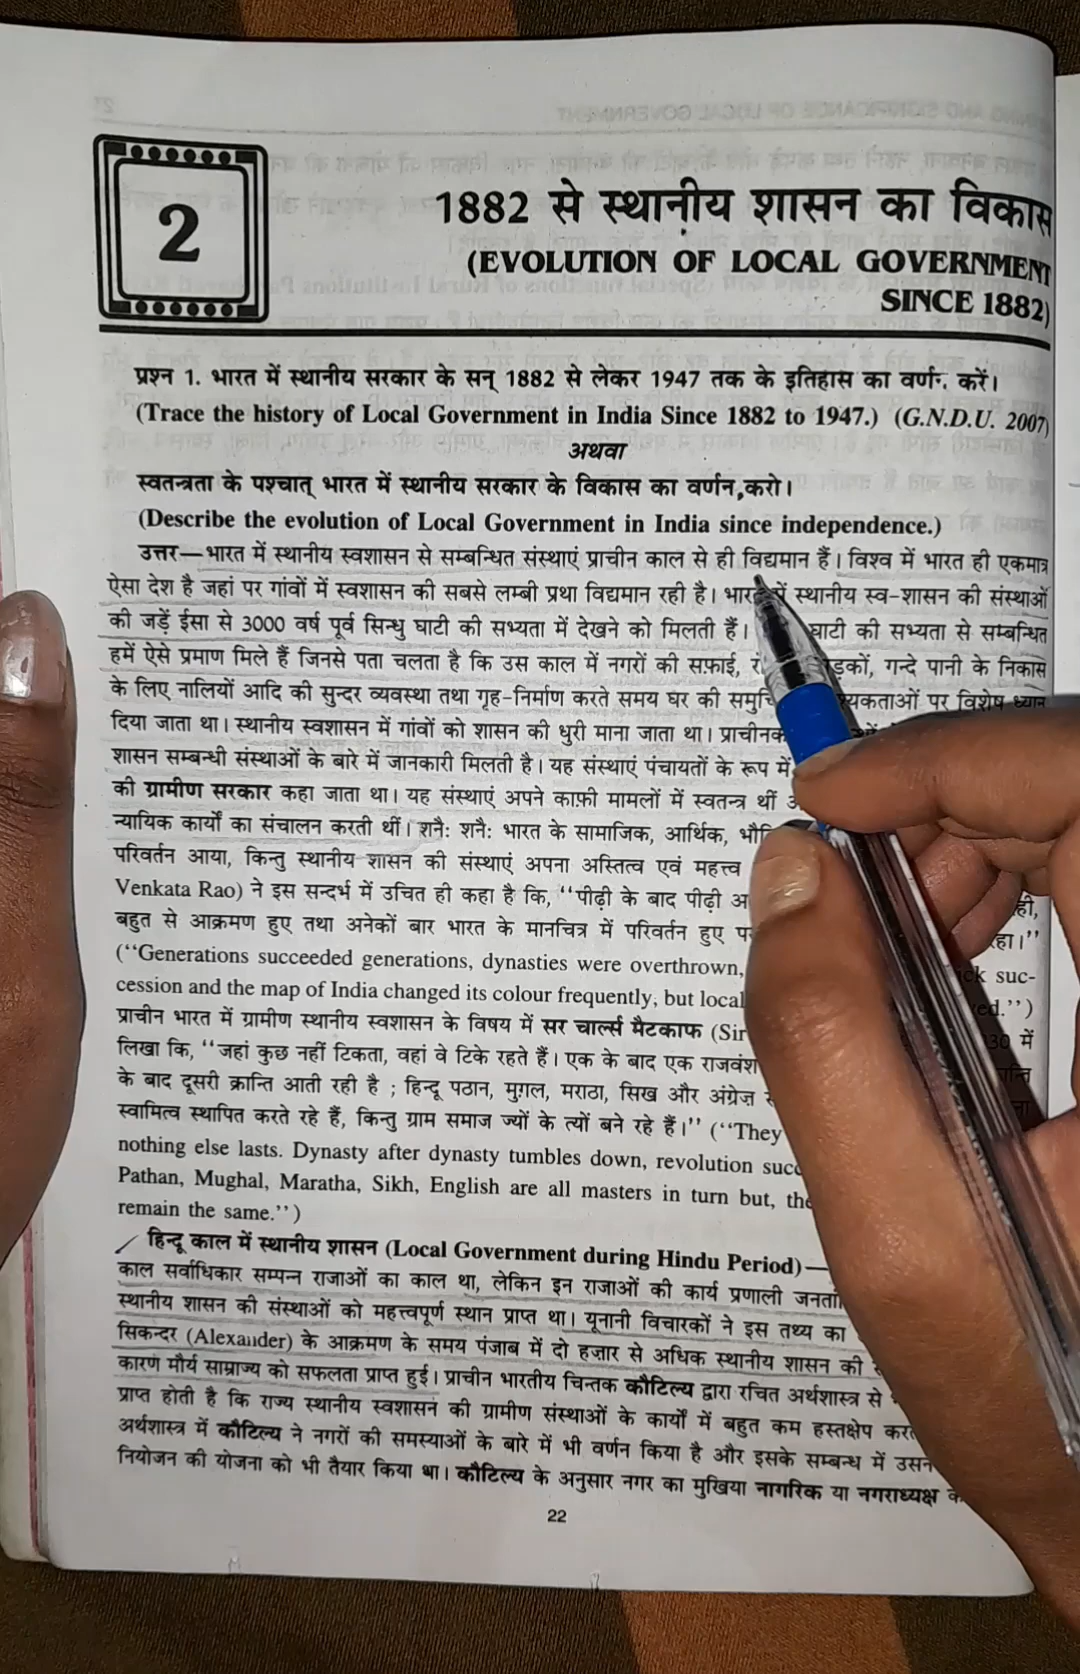 2
1882 से स्थानीय शासन का विकास
(EVOLUTION OF LOCAL GOVERNMENT
SINCE 1882)
प्रश्न 1. भारत में स्थानीय सरकार के सन् 1882 से लेकर 1947 तक के इतिहास का वर्णन करें।
(Trace the history of Local Government in India Since 1882 to 1947.) (G.N.D.U. 2007)
अथवा
स्वतन्त्रता के पश्चात् भारत में स्थानीय सरकार के विकास का वर्णन करो।
(Describe the evolution of Local Government in India since independence.)
उत्तर—भारत में स्थानीय स्वशासन से सम्बन्धित संस्थाएं प्राचीन काल से ही विद्यमान हैं। विश्व में भारत ही एकमात्र
ऐसा देश है जहां पर गांवों में स्वशासन की सबसे लम्बी प्रथा विद्यमान रही है। भारत में स्थानीय स्व-शासन की संस्थाओं
की जड़ें ईसा से 3000 वर्ष पूर्व सिन्धु घाटी की सभ्यता में देखने को मिलती हैं। घाटी की सभ्यता से सम्बन्धित
हमें ऐसे प्रमाण मिले हैं जिनसे पता चलता है कि उस काल में नगरों की सफ़ाई, गन्दे पानी के निकास
के लिए नालियों आदि की सुन्दर व्यवस्था तथा गृह-निर्माण करते समय घर की पर विशेष ध्यान
दिया जाता था। स्थानीय स्वशासन में गांवों को शासन की धुरी माना जाता था।
शासन सम्बन्धी संस्थाओं के बारे में जानकारी मिलती है। यह संस्थाएं पंचायतों के रूप में
की ग्रामीण सरकार कहा जाता था। यह संस्थाएं अपने काफ़ी मामलों में स्वतन्त्र थीं
न्यायिक कार्यों का संचालन करती थीं। शनै: शनै: भारत के सामाजिक, आर्थिक,
परिवर्तन आया, किन्तु स्थानीय शासन की संस्थाएं अपना अस्तित्व एवं महत्त्व
Venkata Rao) ने इस सन्दर्भ में उचित ही कहा है कि, ‘‘पीढ़ी के बाद पीढ़ी
बहुत से आक्रमण हुए तथा अनेकों बार भारत के मानचित्र में परिवर्तन हुए
(‘‘Generations succeeded generations, dynasties were overthrown, suc-
cession and the map of India changed its colour frequently, but local
प्राचीन भारत में ग्रामीण स्थानीय स्वशासन के विषय में सर चार्ल्स मैटकाफ (Sir में
लिखा कि, ‘‘जहां कुछ नहीं टिकता, वहां वे टिके रहते हैं। एक के बाद एक राजवंश
के बाद दूसरी क्रान्ति आती रही है ; हिन्दू पठान, मुग़ल, मराठा, सिख और अंग्रेज़
स्वामित्व स्थापित करते रहे हैं, किन्तु ग्राम समाज ज्यों के त्यों बने रहे हैं।’’ (‘‘They
nothing else lasts. Dynasty after dynasty tumbles down, revolution
Pathan, Mughal, Maratha, Sikh, English are all masters in turn but,
remain the same.’’)
हिन्दू काल में स्थानीय शासन (Local Government during Hindu Period)—
काल सर्वाधिकार सम्पन्न राजाओं का काल था, लेकिन इन राजाओं की कार्य प्रणाली
स्थानीय शासन की संस्थाओं को महत्त्वपूर्ण स्थान प्राप्त था। यूनानी विचारकों ने इस तथ्य का
सिकन्दर (Alexander) के आक्रमण के समय पंजाब में दो हज़ार से अधिक स्थानीय शासन की
कारण मौर्य साम्राज्य को सफलता प्राप्त हुई। प्राचीन भारतीय चिन्तक कौटिल्य द्वारा रचित अर्थशास्त्र से
प्राप्त होती है कि राज्य स्थानीय स्वशासन की ग्रामीण संस्थाओं के कार्यों में बहुत कम हस्तक्षेप
अर्थशास्त्र में कौटिल्य ने नगरों की समस्याओं के बारे में भी वर्णन किया है और इसके सम्बन्ध में
नियोजन की योजना को भी तैयार किया था। कौटिल्य के अनुसार नगर का मुखिया नागरिक या नगराध्यक्ष
22